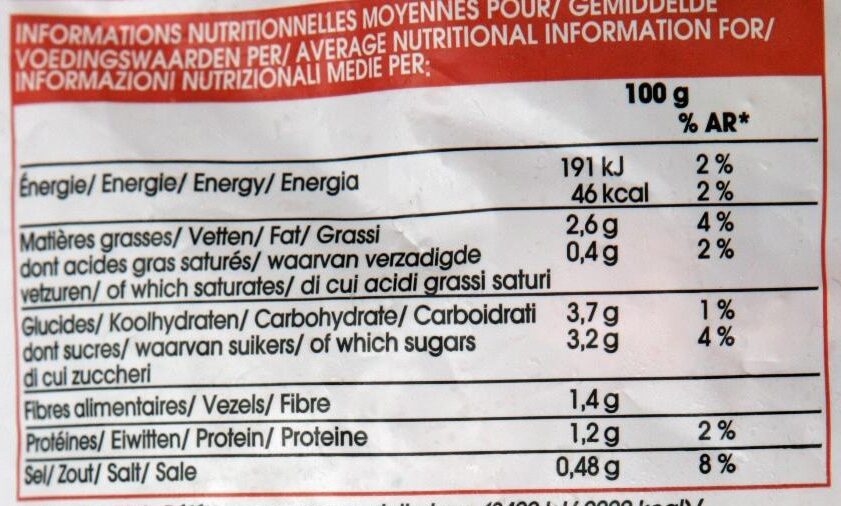 INFORMATIONS NUTRITIONNELLES MOYENNES POUR/ GEMIDDELDE
VOEDINGSWAARDEN PER/ AVERAGE NUTRITIONAL INFORMATION FOR/
INFORMAZIONI NUTRIZIONALI MEDIE PER:
100 g
% AR*
Énergie/ Energie/ Energy/ Energia 191 kJ 2 %
46 kcal 2 %
Matières grasses/ Vetten/ Fat/ Grassi 2,6 g 4 %
dont acides gras saturés/ waarvan verzadigde 0,4 g 2 %
vetzuren/ of which saturates/ di cui acidi grassi saturi
Glucides/ Koolhydraten/ Carbohydrate/ Carboidrati 3,7 g 1 %
dont sucres/ waarvan suikers/ of which sugars 3,2 g 4 %
di cui zuccheri
Fibres alimentaires/ Vezels/ Fibre 1,4 g
Protéines/ Eiwitten/ Protein/ Proteine 1,2 g 2 %
Sel/ Zout/ Salt/ Sale 0,48 g 8 %